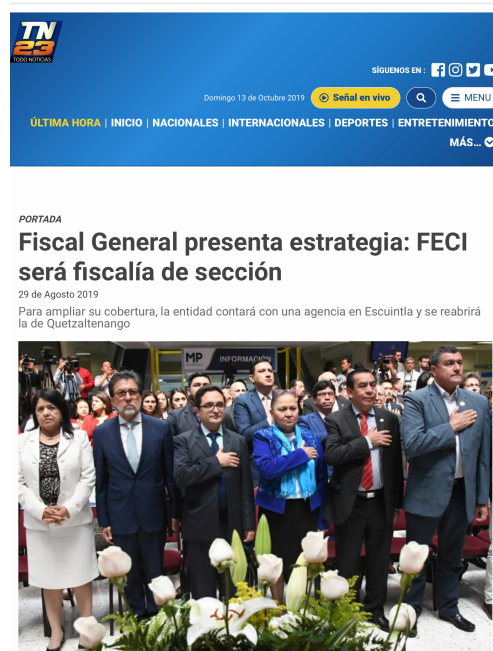 TN
23
TODO NOTICIAS
SÍGUENOS EN :
Domingo 13 de Octubre 2019
Señal en vivo
MENU
ÚLTIMA HORA | INICIO | NACIONALES | INTERNACIONALES | DEPORTES | ENTRETENIMIENTO
MÁS...
PORTADA
Fiscal General presenta estrategia: FECI
será fiscalía de sección
29 de Agosto 2019
Para ampliar su cobertura, la entidad contará con una agencia en Escuintla y se reabrirá
la de Quetzaltenango
MP
INFORMACIÓN